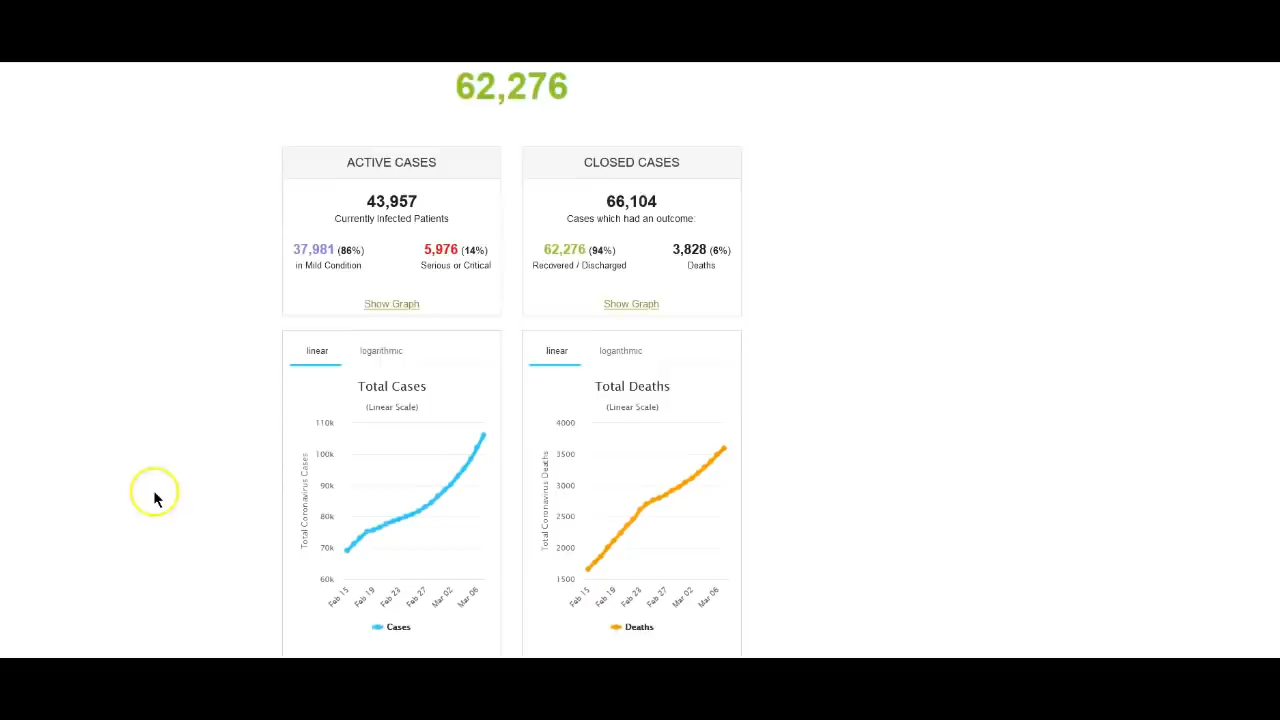 62,276
ACTIVE CASES
43,957
Currently Infected Patients
37,981 (86%)
in Mild Condition
5,976 (14%)
Serious or Critical
Show Graph
CLOSED CASES
66,104
Cases which had an outcome:
62,276 (94%)
Recovered / Discharged
3,828 (6%)
Deaths
Show Graph
linear
logarithmic
Total Cases
(Linear Scale)
Total Coronavirus Cases
110k
100k
90k
80k
70k
60k
Feb 15
Feb 19
Feb 23
Feb 27
Mar 02
Mar 06
Cases
linear
logarithmic
Total Deaths
(Linear Scale)
Total Coronavirus Deaths
4000
3500
3000
2500
2000
1500
Feb 15
Feb 19
Feb 23
Feb 27
Mar 02
Mar 06
Deaths